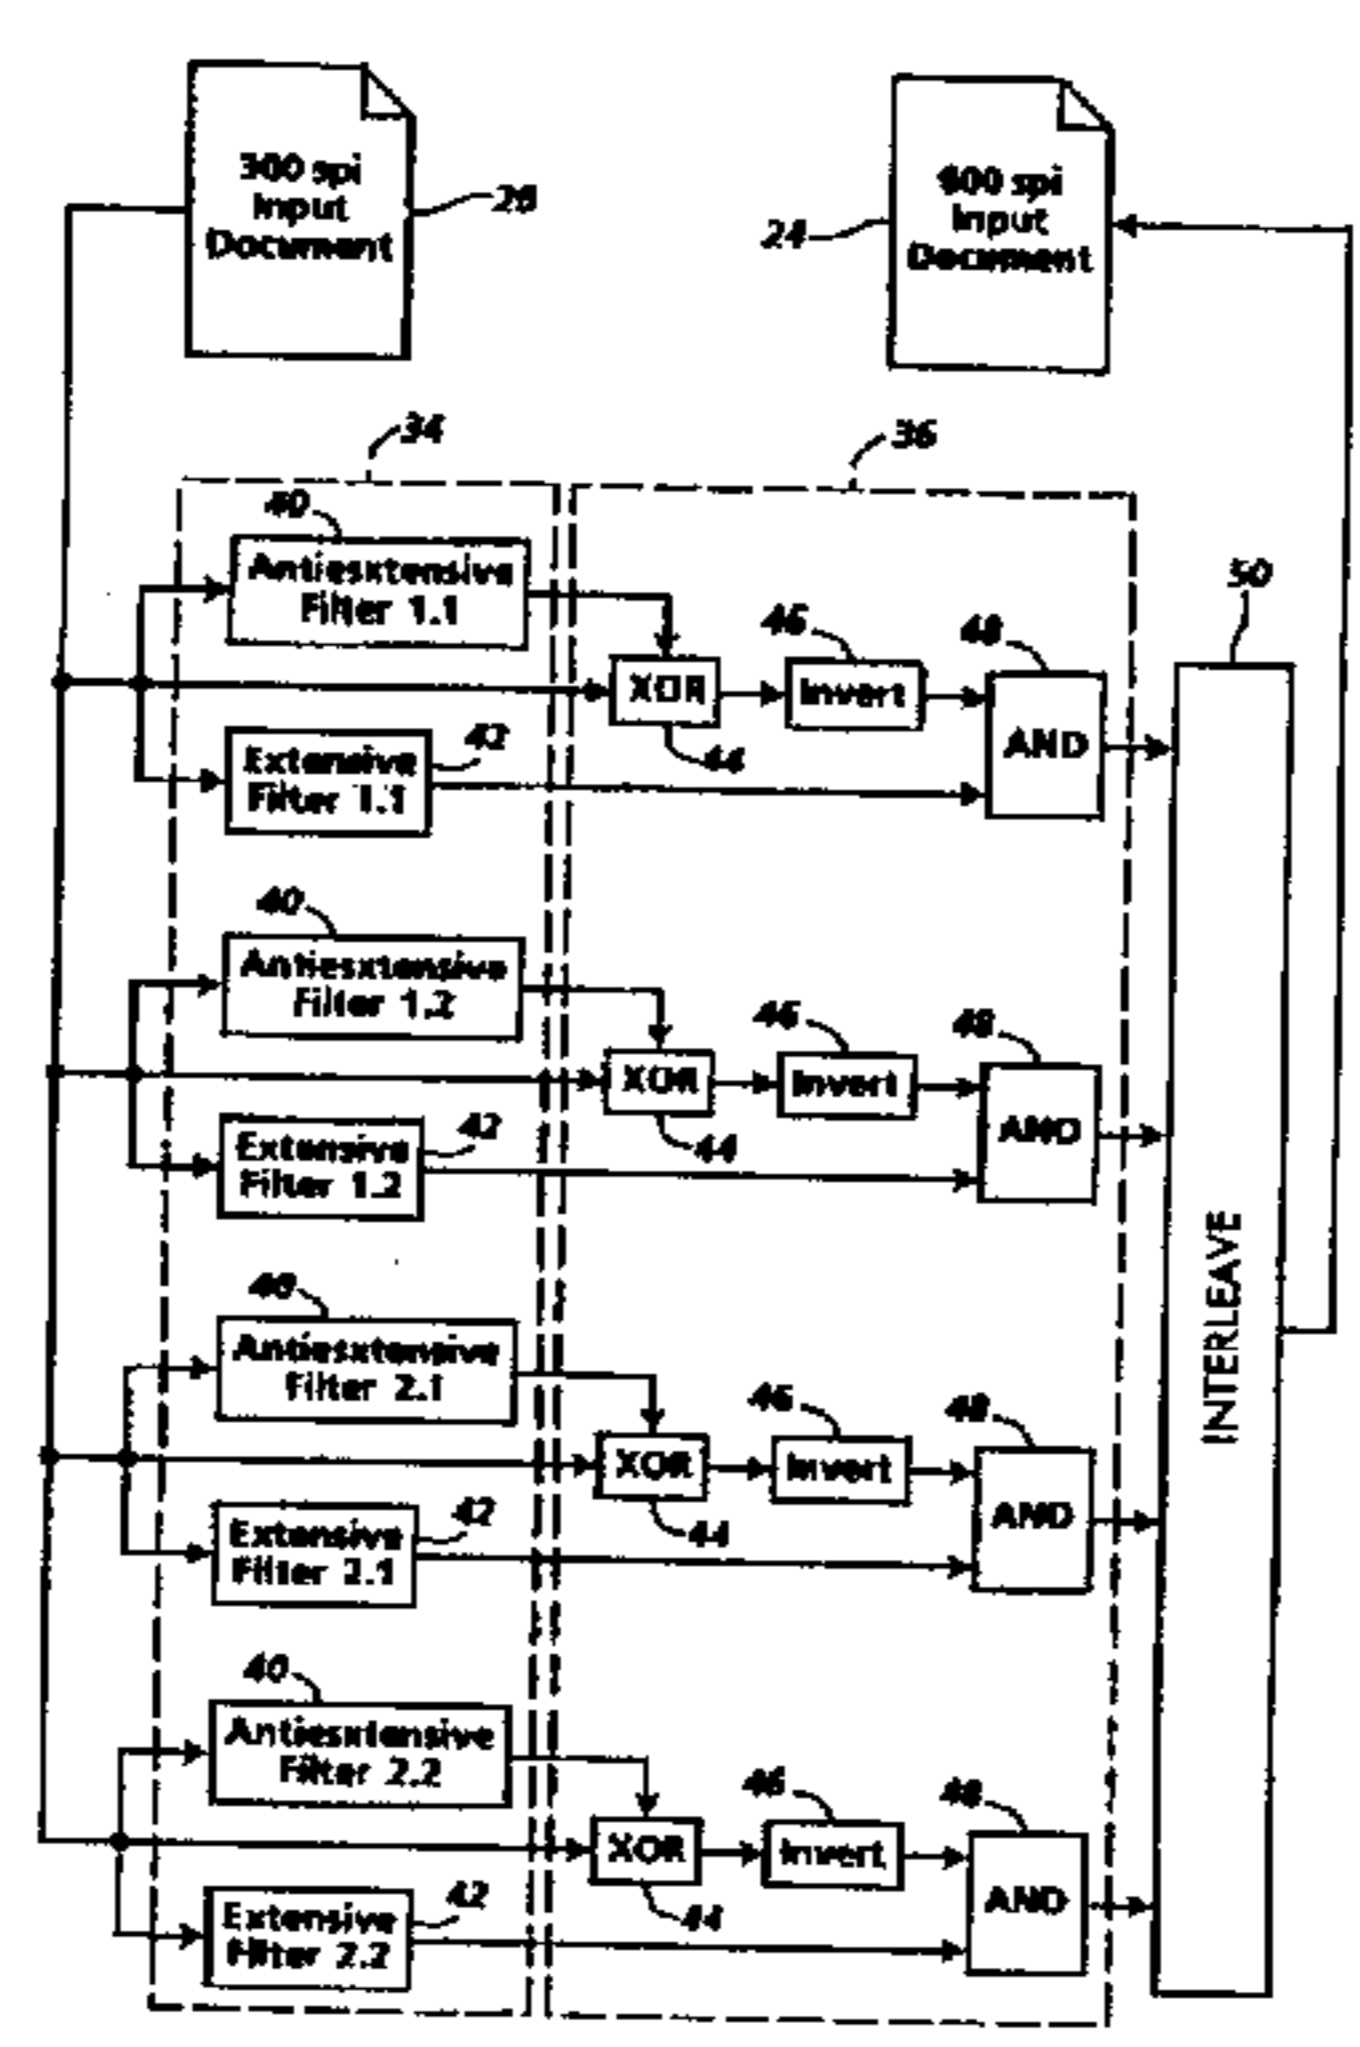 300 spi
Input
Document
26
600 spi
Input
Document
24
34
36
40
Antiesxtensive
Filter 1.1
XOR
44
46
Invert
48
AND
50
Extensive
Filter 1.1
42
40
Antiesxtensive
Filter 1.2
XOR
44
46
Invert
48
AND
Extensive
Filter 1.2
42
INTERLEAVE
40
Antiesxtensive
Filter 2.1
XOR
44
46
Invert
48
AND
Extensive
Filter 2.1
42
40
Antiesxtensive
Filter 2.2
XOR
44
46
Invert
48
AND
Extensive
Filter 2.2
42